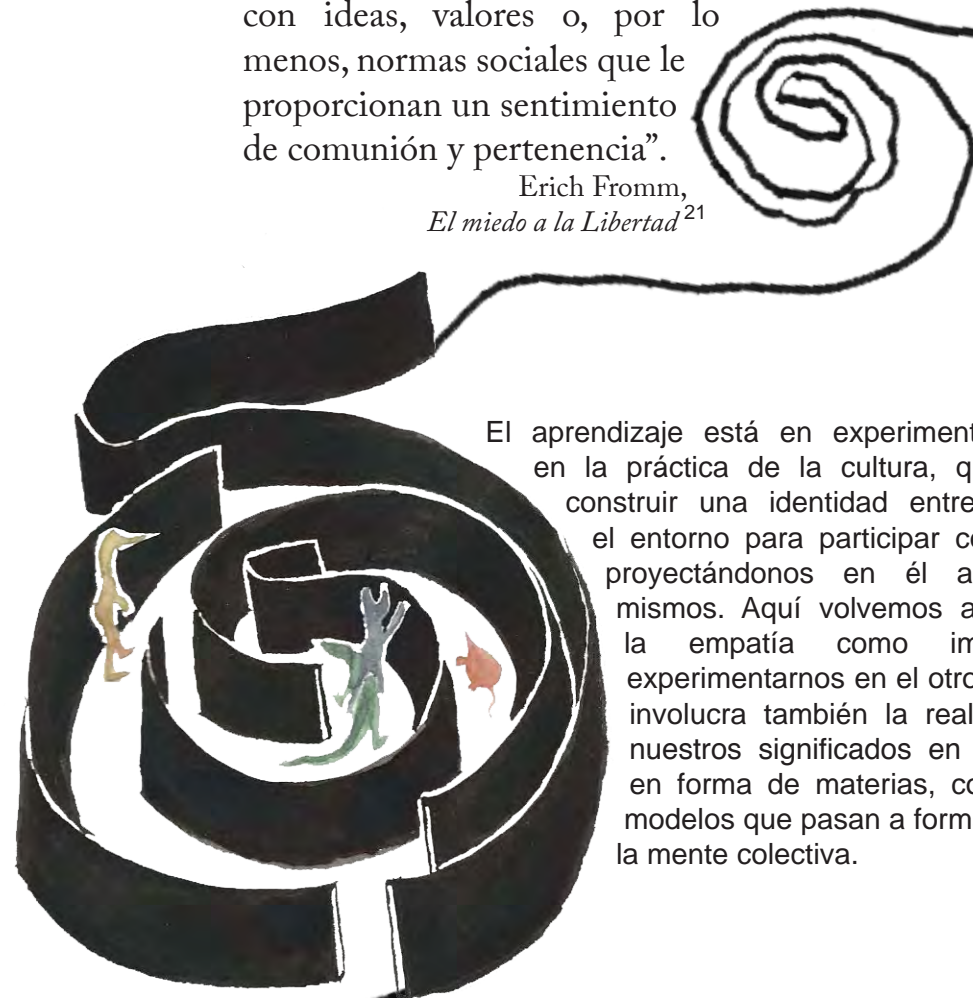 con ideas, valores o, por lo
menos, normas sociales que le
proporcionan un sentimiento
de comunión y pertenencia”.
Erich Fromm,
El miedo a la Libertad 21
El aprendizaje está en experiment
en la práctica de la cultura, q
construir una identidad entre
el entorno para participar c
proyectándonos en él a
mismos. Aquí volvemos a
la empatía como im
experimentarnos en el otro
involucra también la real
nuestros significados en
en forma de materias, co
modelos que pasan a form
la mente colectiva.